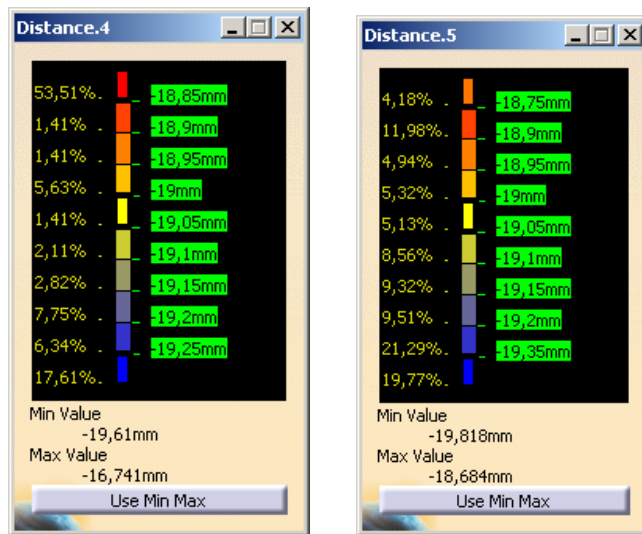 Distance.4
53,51%
-18,85mm
1,41%
-18,9mm
1,41%
-18,95mm
5,63%
-19mm
1,41%
-19,05mm
2,11%
-19,1mm
2,82%
-19,15mm
7,75%
-19,2mm
6,34%
-19,25mm
17,61%
Min Value
-19,61mm
Max Value
-16,741mm
Use Min Max
Distance.5
4,18%
-18,75mm
11,98%
-18,9mm
4,94%
-18,95mm
5,32%
-19mm
5,13%
-19,05mm
8,56%
-19,1mm
9,32%
-19,15mm
9,51%
-19,2mm
21,29%
-19,35mm
19,77%
Min Value
-19,818mm
Max Value
-18,684mm
Use Min Max